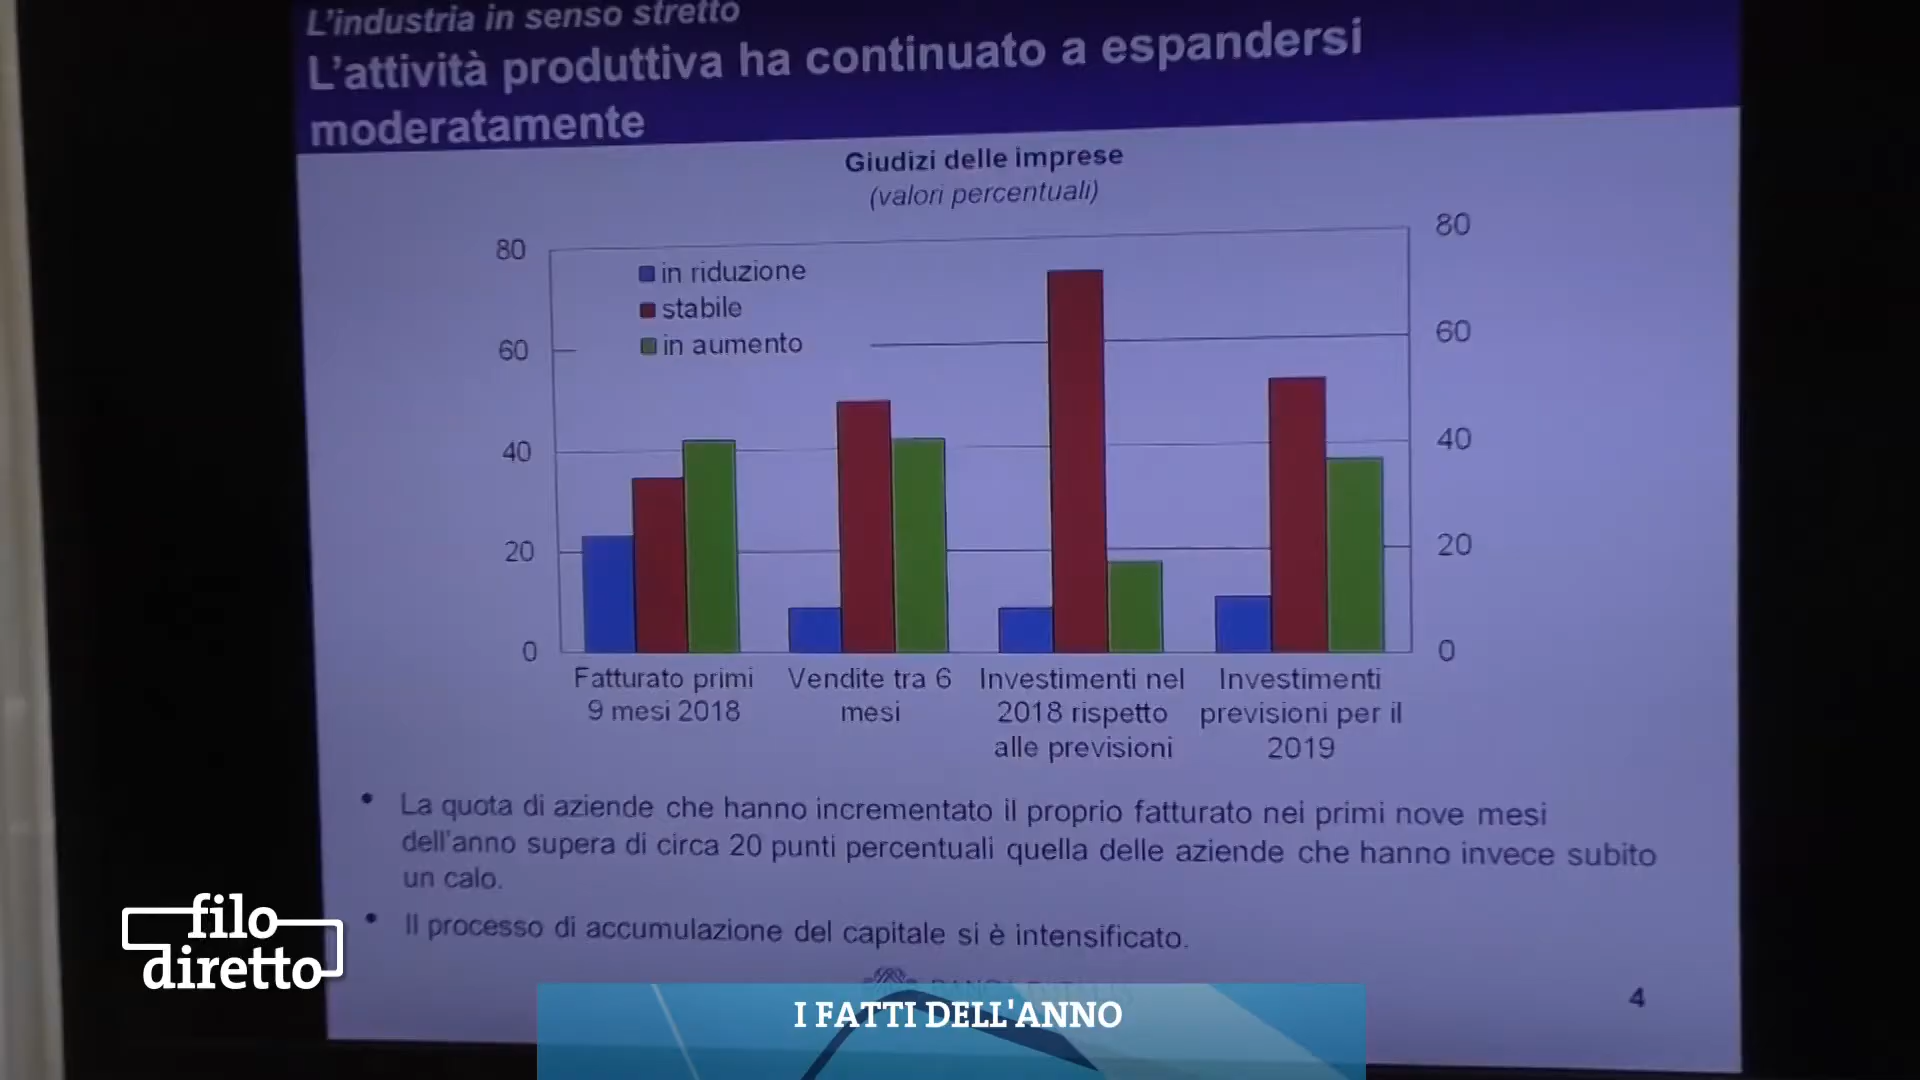 L'industria in senso stretto
L'attività produttiva ha continuato a espandersi
moderatamente
Giudizi delle imprese
(valori percentuali)
80
60
40
20
0
in riduzione
stabile
in aumento
80
60
40
20
0
Fatturato primi
9 mesi 2018
Vendite tra 6
mesi
Investimenti nel
2018 rispetto
alle previsioni
Investimenti
previsioni per il
2019
• La quota di aziende che hanno incrementato il proprio fatturato nei primi nove mesi
dell'anno supera di circa 20 punti percentuali quella delle aziende che hanno invece subito
un calo.
• Il processo di accumulazione del capitale si è intensificato.
4
filo
diretto
I FATTI DELL'ANNO